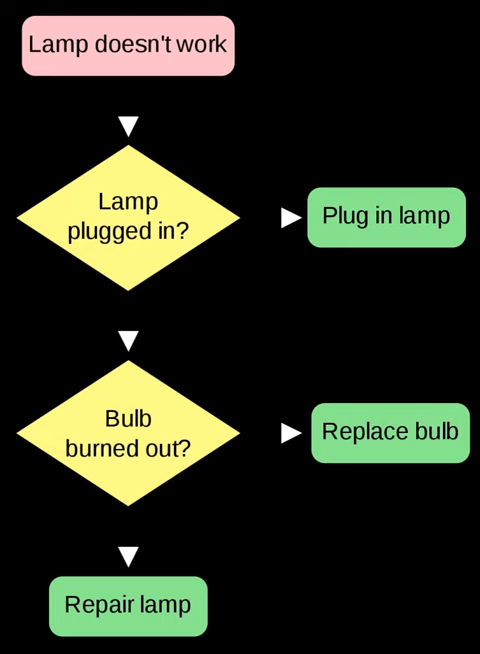 Lamp doesn't work
Lamp
plugged in?
Plug in lamp
Bulb
burned out?
Replace bulb
Repair lamp